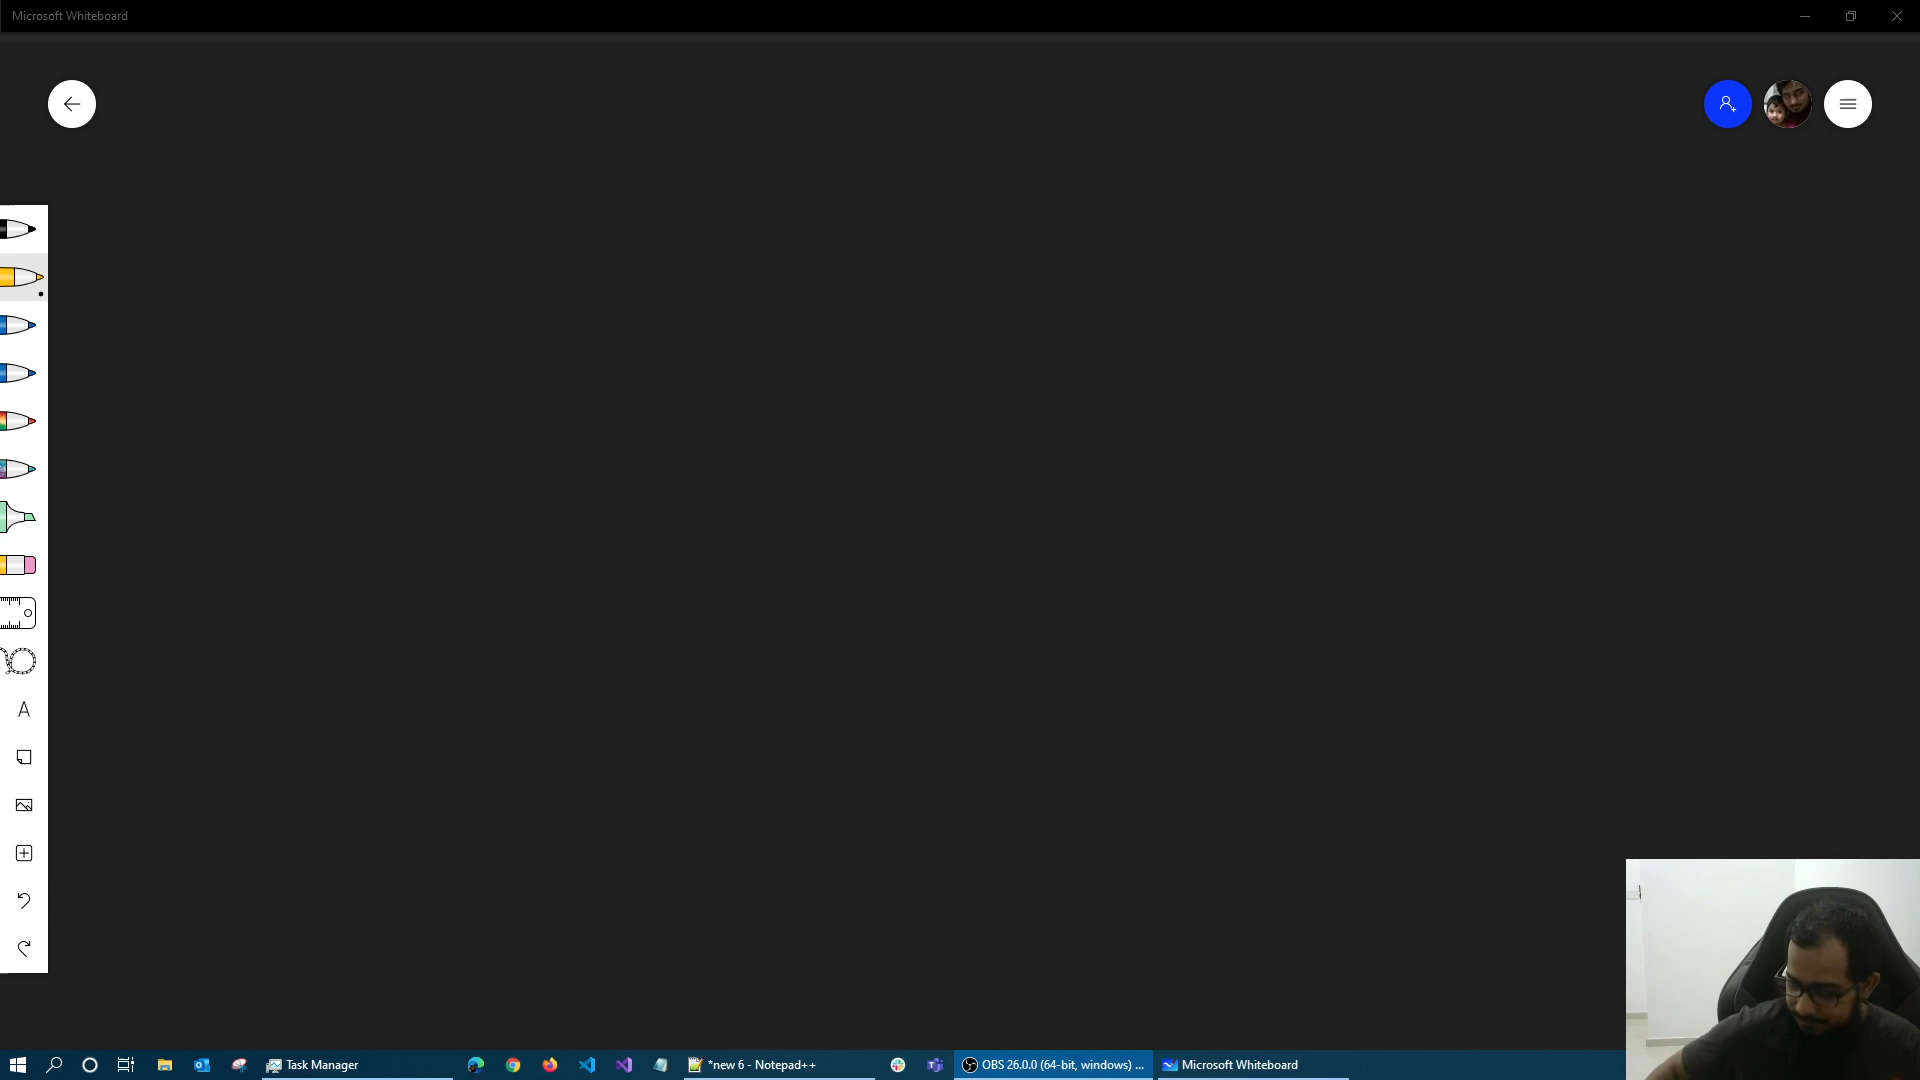 Microsoft Whiteboard
A
Task Manager
*new 6 - Notepad++
OBS 26.0.0 (64-bit, windows) ...
Microsoft Whiteboard